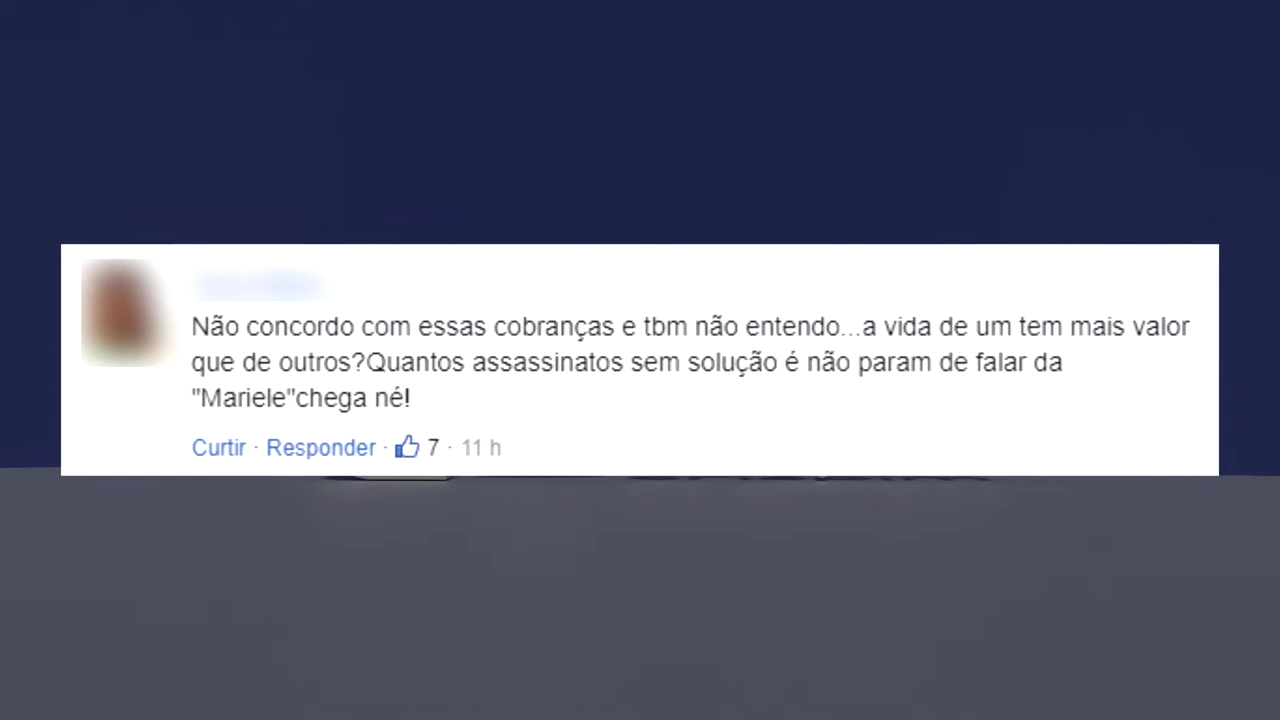 Não concordo com essas cobranças e tbm não entendo...a vida de um tem mais valor
que de outros?Quantos assassinatos sem solução é não param de falar da
"Mariele"chega né!
Curtir · Responder · 7 · 11 h